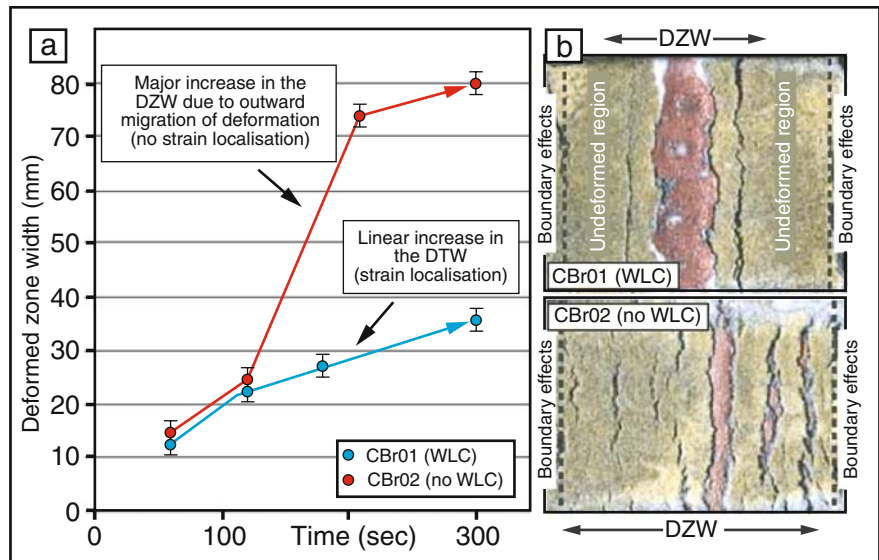 a
Deformed zone width (mm)
80
70
60
50
40
30
20
10
0
Major increase in the
DZW due to outward
migration of deformation
(no strain localisation)
Linear increase in
the DTW
(strain localisation)
CBr01 (WLC)
CBr02 (no WLC)
0
100
Time (sec)
300
b
DZW
Boundary effects
Undeformed region
Undeformed region
Boundary effects
CBr01 (WLC)
CBr02 (no WLC)
Boundary effects
Boundary effects
DZW